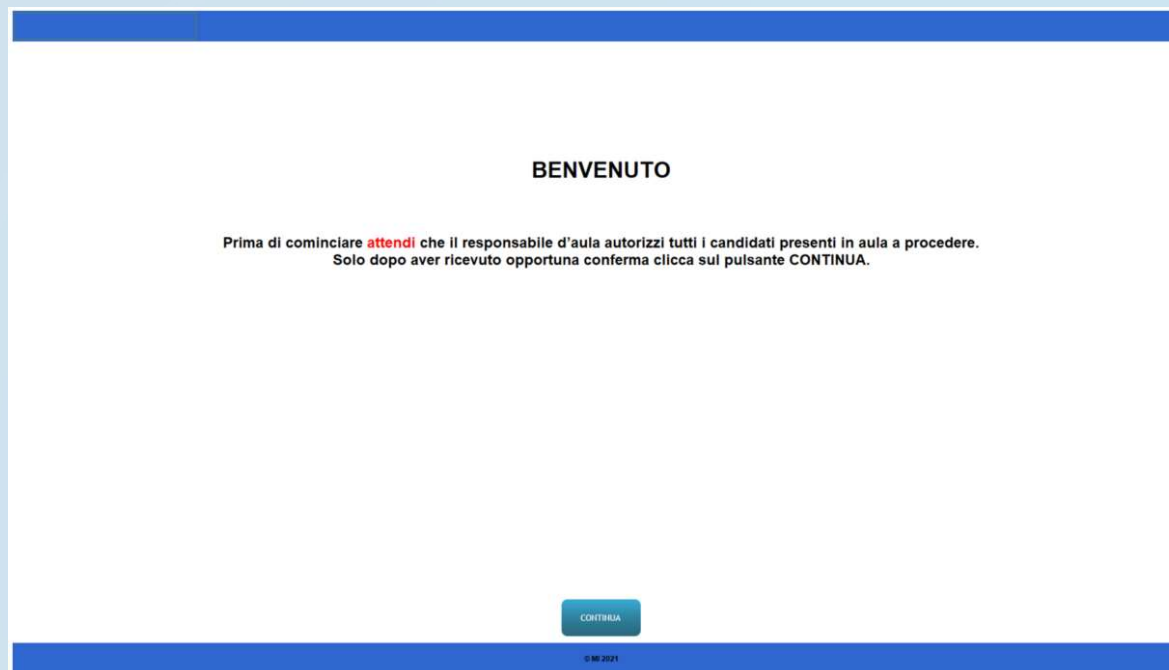 BENVENUTO
Prima di cominciare attendi che il responsabile d'aula autorizzi tutti i candidati presenti in aula a procedere.
Solo dopo aver ricevuto opportuna conferma clicca sul pulsante CONTINUA.
CONTINUA
© MI 2021